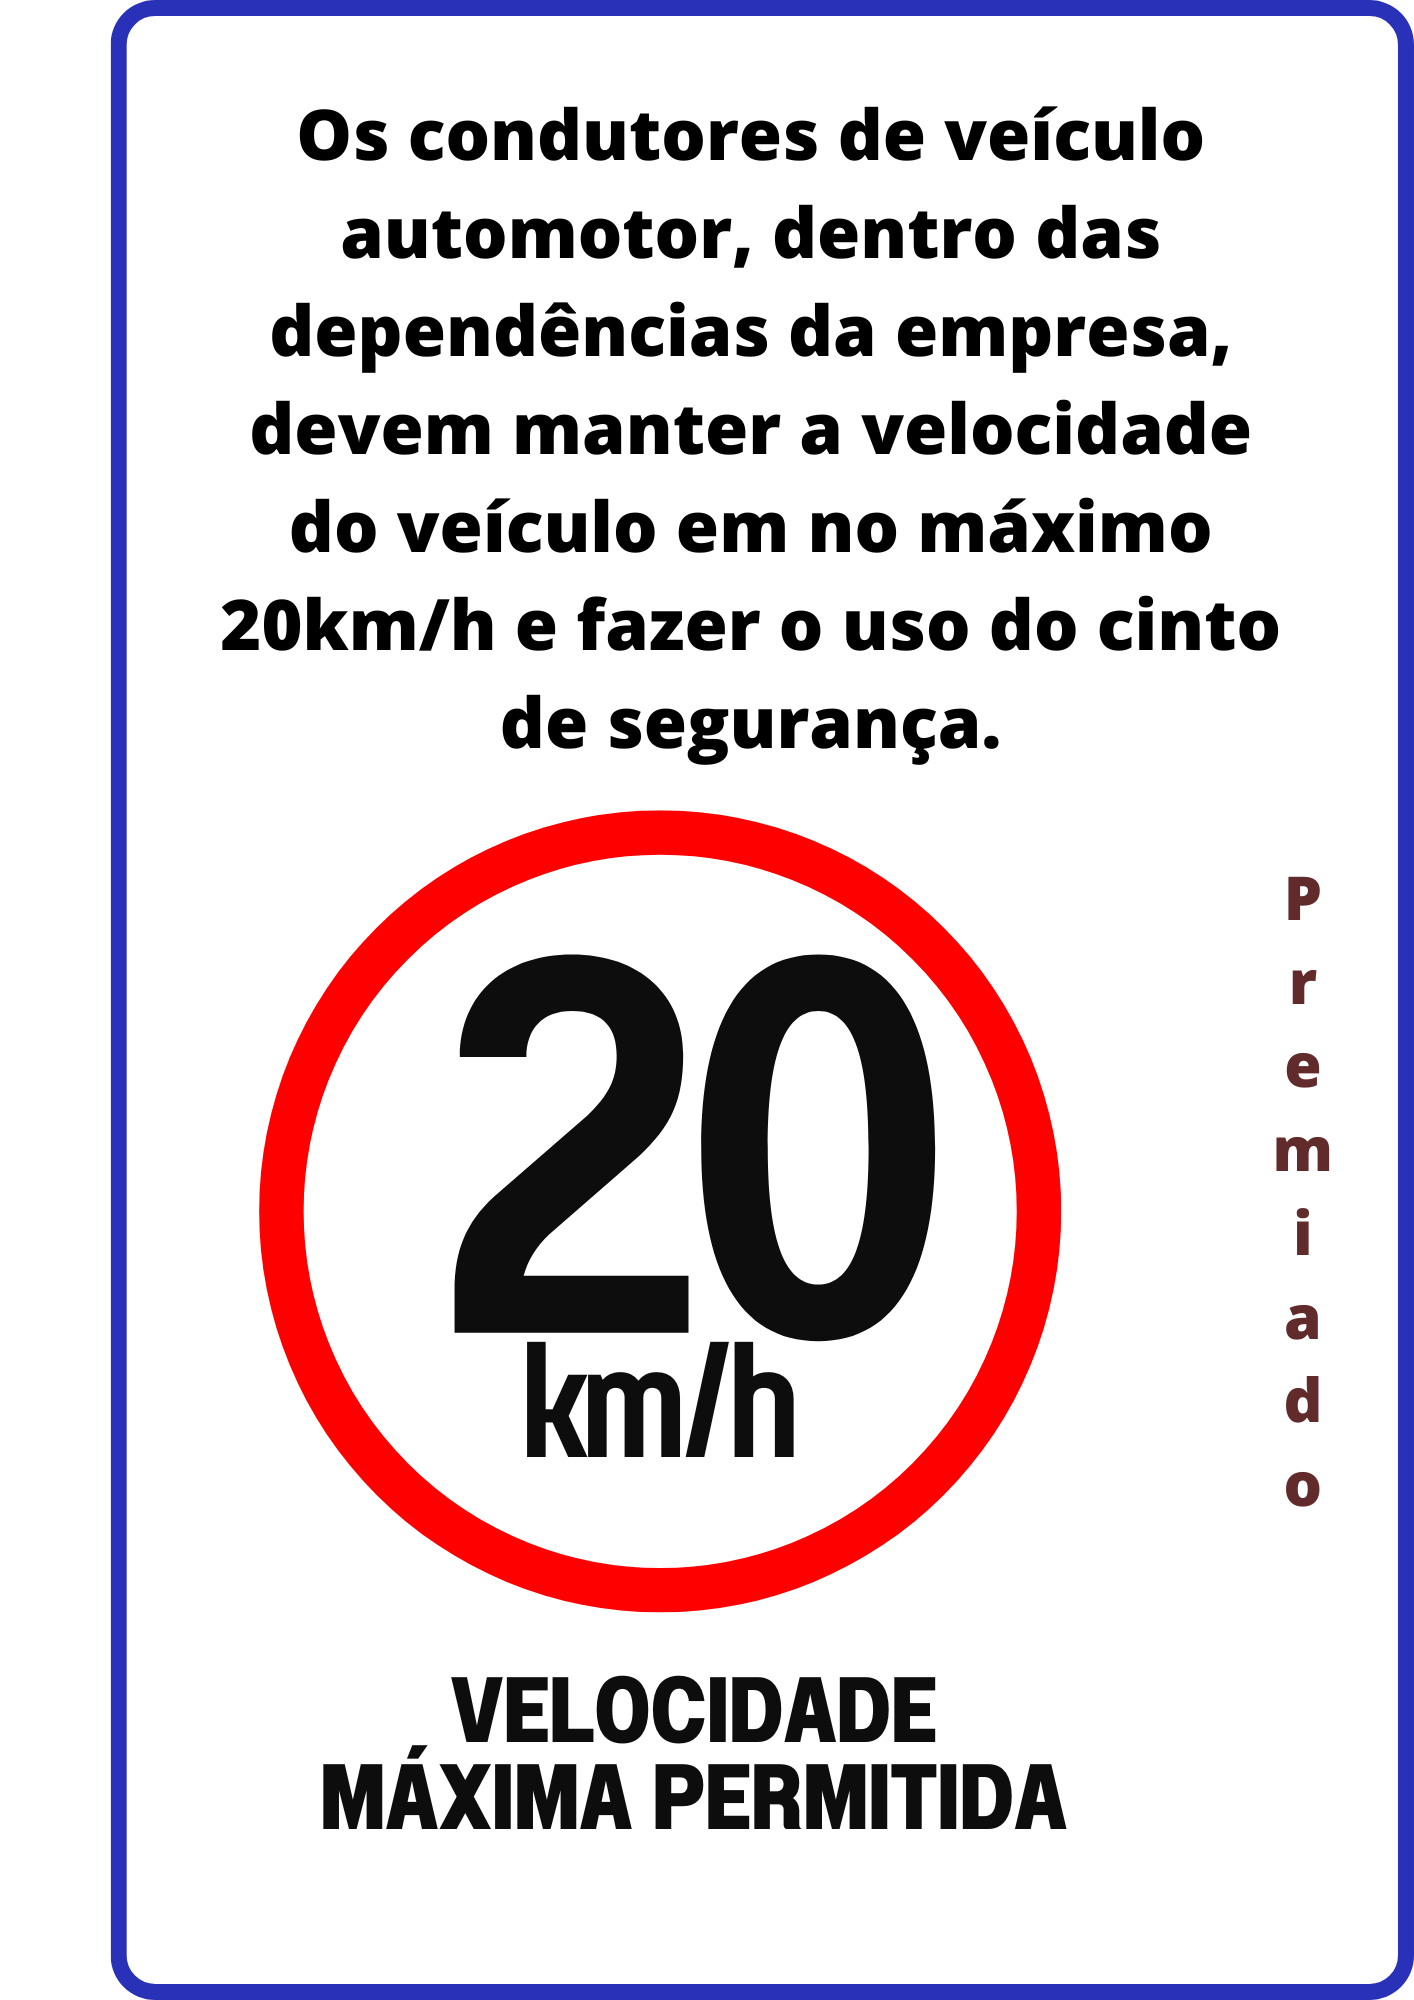 Os condutores de veículo
automotor, dentro das
dependências da empresa,
devem manter a velocidade
do veículo em no máximo
20km/h e fazer o uso do cinto
de segurança.
20
km/h
Premiado
VELOCIDADE
MÁXIMA PERMITIDA